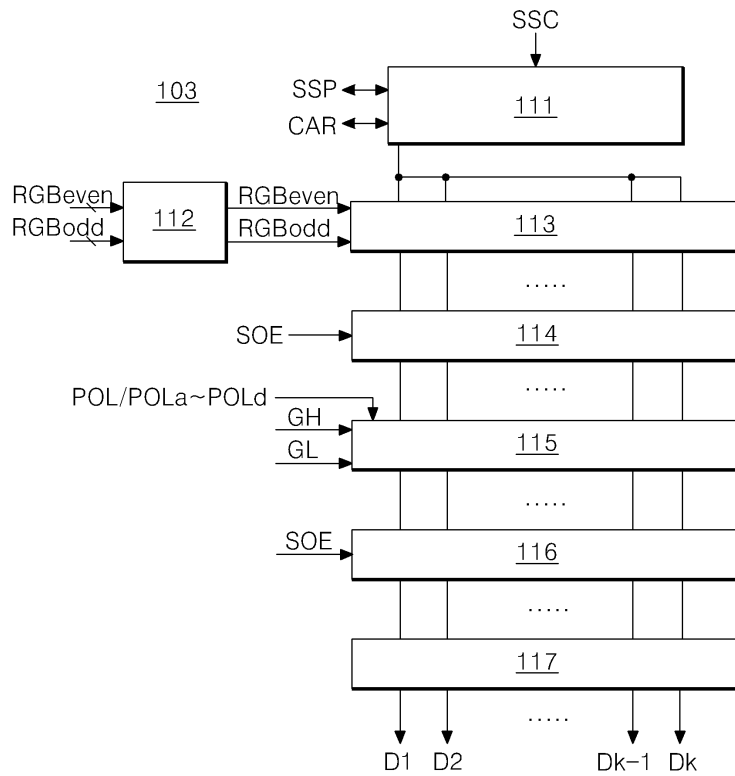 SSC
103
SSP
111
CAR
RGBeven
RGBodd
112
RGBeven
RGBodd
113
.....
SOE
114
.....
POL/POLa~POLd
GH
GL
115
.....
SOE
116
.....
117
.....
D1 D2 Dk-1 Dk